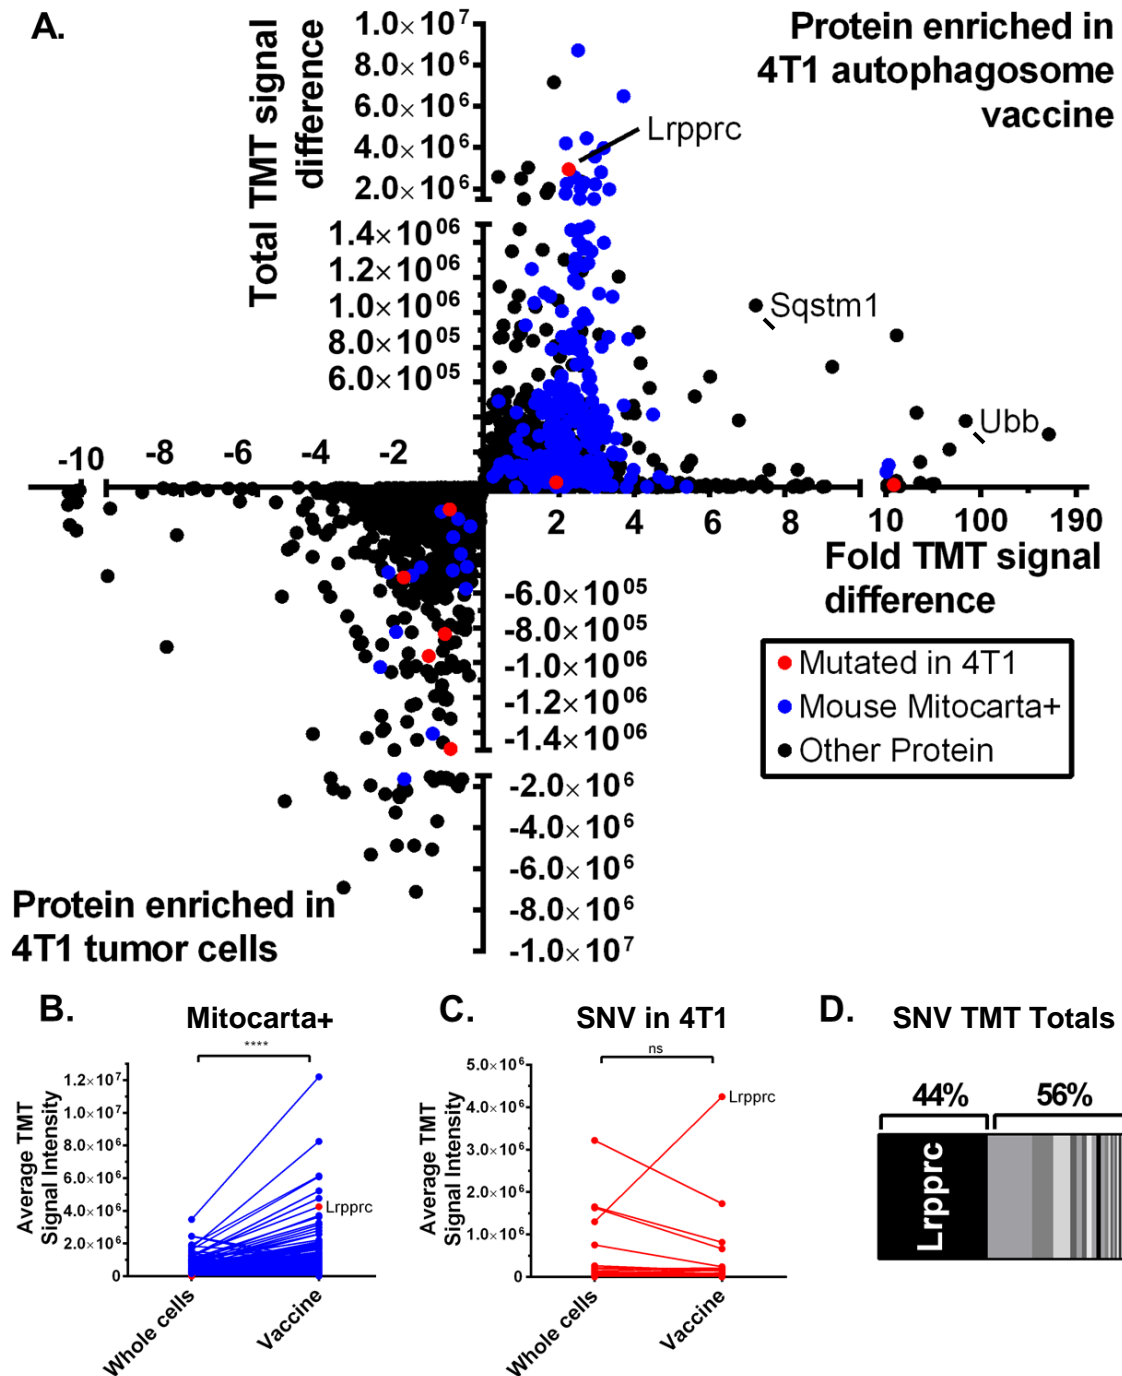 A.
Total TMT signal
difference
1.0× 10⁷
8.0× 10⁶
6.0× 10⁶
4.0× 10⁶
2.0× 10⁶
1.4× 10⁰⁶
1.2× 10⁰⁶
1.0× 10⁰⁶
8.0× 10⁰⁵
6.0× 10⁰⁵
Protein enriched in
4T1 autophagosome
vaccine
Lrpprc
Sqstm1
Ubb
-10 -8 -6 -4 -2
2 4 6 8 10 100 190
Fold TMT signal
difference
-6.0× 10⁰⁵
-8.0× 10⁰⁵
-1.0× 10⁰⁶
-1.2× 10⁰⁶
-1.4× 10⁰⁶
-2.0× 10⁶
-4.0× 10⁶
-6.0× 10⁶
-8.0× 10⁶
-1.0× 10⁷
Mutated in 4T1
Mouse Mitocarta+
Other Protein
Protein enriched in
4T1 tumor cells
B.
Mitocarta+
****
Average TMT
Signal Intensity
1.2×10⁷
1.0×10⁷
8.0×10⁶
6.0×10⁶
4.0×10⁶
2.0×10⁶
0
Lrpprc
Whole cells
Vaccine
C.
SNV in 4T1
ns
Average TMT
Signal Intensity
5.0×10⁶
4.0×10⁶
3.0×10⁶
2.0×10⁶
1.0×10⁶
0
Lrpprc
Whole cells
Vaccine
D.
SNV TMT Totals
44% 56%
Lrpprc